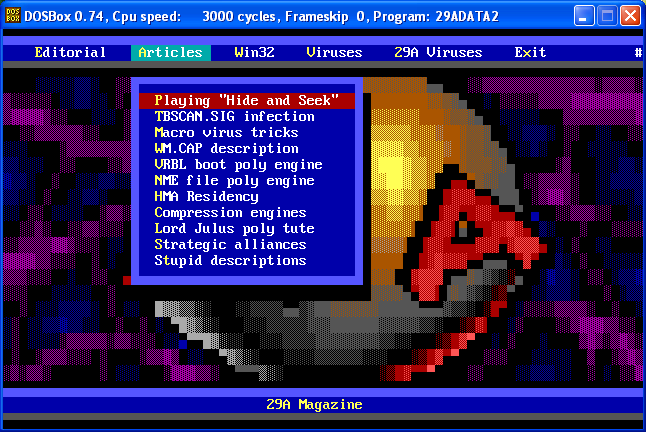 DOSBox 0.74, Cpu speed: 3000 cycles, Frameskip 0, Program: 29ADATA2
Editorial Articles Win32 Viruses 29A Viruses Exit #
Playing "Hide and Seek"
TBSCAN.SIG infection
Macro virus tricks
WM.CAP description
VRBL boot poly engine
NME file poly engine
HMA Residency
Compression engines
Lord Julus poly tute
Strategic alliances
Stupid descriptions
29A Magazine